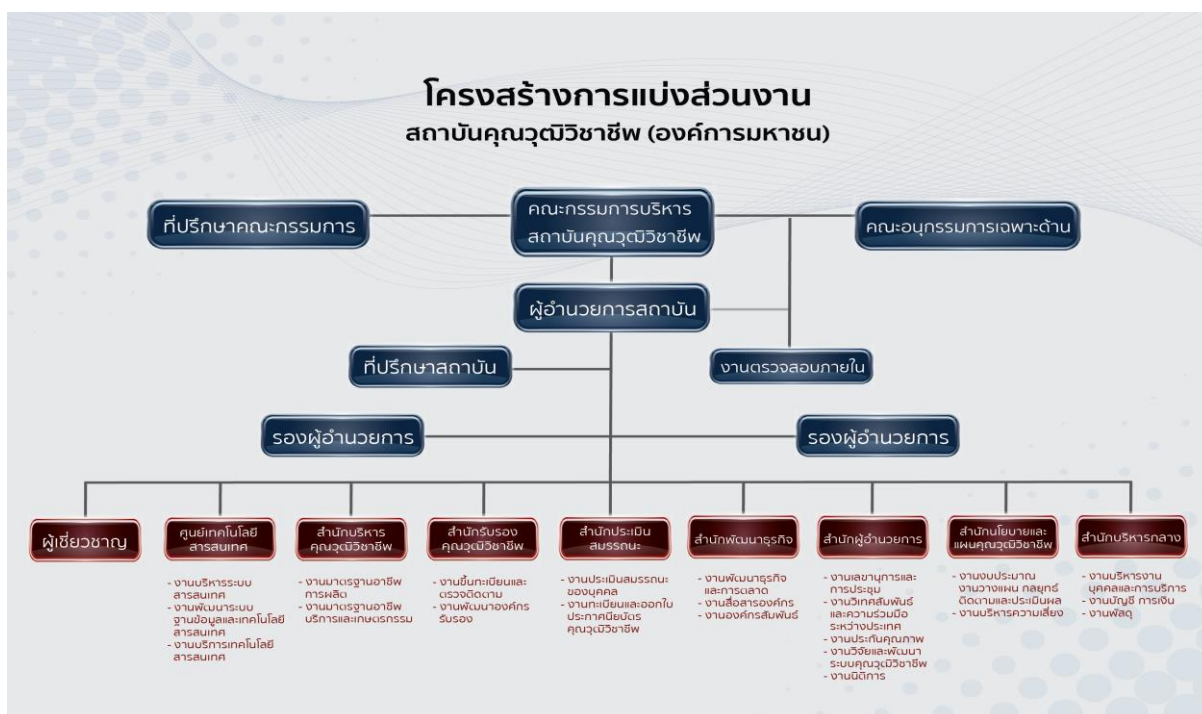 โครงสร้างการแบ่งส่วนงาน
สถาบันคุณวุฒิวิชาชีพ (องค์การมหาชน)
ที่ปรึกษาคณะกรรมการ
คณะกรรมการบริหาร
สถาบันคุณวุฒิวิชาชีพ
คณะอนุกรรมการเฉพาะด้าน
ผู้อำนวยการสถาบัน
ที่ปรึกษาสถาบัน
งานตรวจสอบภายใน
รองผู้อำนวยการ
รองผู้อำนวยการ
ผู้เชี่ยวชาญ
ศูนย์เทคโนโลยี
สารสนเทศ
- งานบริหารระบบ
สารสนเทศ
- งานพัฒนาระบบ
ฐานข้อมูลและเทคโนโลยี
สารสนเทศ
- งานบริการเทคโนโลยี
สารสนเทศ
สำนักบริหาร
คุณวุฒิวิชาชีพ
- งานมาตรฐานอาชีพ
การผลิต
- งานมาตรฐานอาชีพ
บริการและเกษตรกรรม
สำนักรับรอง
คุณวุฒิวิชาชีพ
- งานขึ้นทะเบียนและ
ตรวจติดตาม
- งานพัฒนาองค์กร
รับรอง
สำนักประเมิน
สมรรถนะ
- งานประเมินสมรรถนะ
ของบุคคล
- งานทะเบียนและออกใบ
ประกาศนียบัตร
คุณวุฒิวิชาชีพ
สำนักพัฒนาธุรกิจ
- งานพัฒนาธุรกิจ
และการตลาด
- งานสื่อสารองค์กร
- งานองค์กรสัมพันธ์
สำนักผู้อำนวยการ
- งานเลขานุการและ
การประชุม
- งานวิเทศสัมพันธ์
และความร่วมมือ
ระหว่างประเทศ
- งานประกันคุณภาพ
- งานวิจัยและพัฒนา
ระบบคุณวุฒิวิชาชีพ
- งานนิติการ
สำนักนโยบายและ
แผนคุณวุฒิวิชาชีพ
- งานงบประมาณ
งานวางแผน กลยุทธ์
ติดตามและประเมินผล
- งานบริหารความเสี่ยง
สำนักบริหารกลาง
- งานบริหารงาน
บุคคลและการบริการ
- งานบัญชี การเงิน
- งานพัสดุ